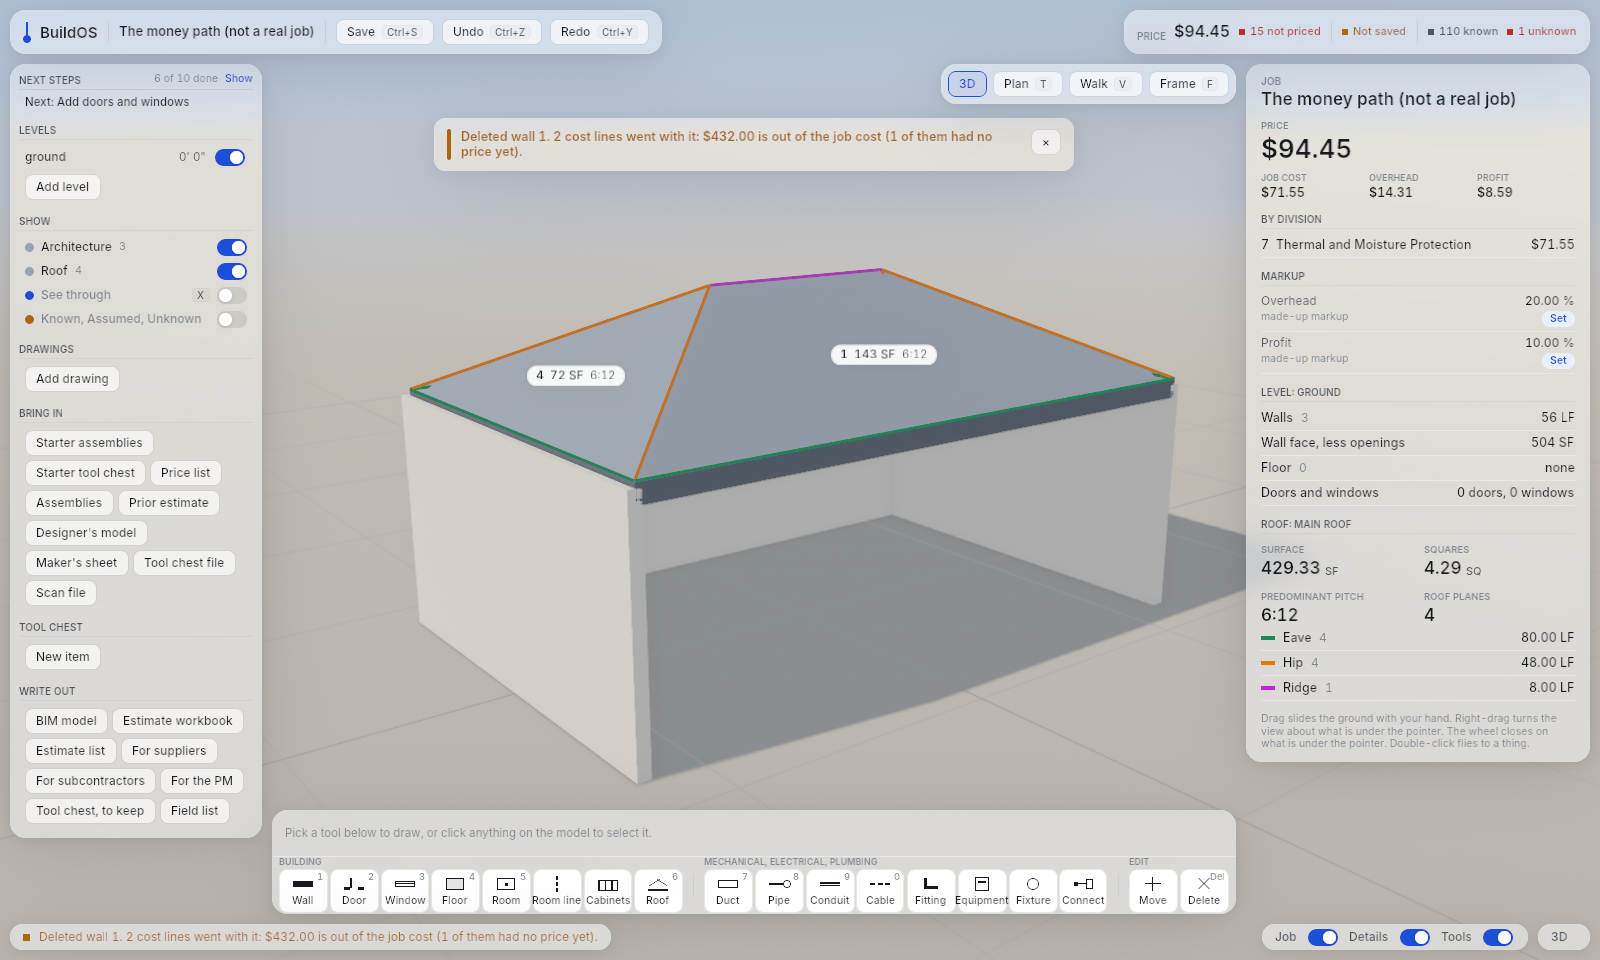 BuildOS
The money path (not a real job)
Save Ctrl+S
Undo Ctrl+Z
Redo Ctrl+Y
PRICE $94.45
15 not priced
Not saved
110 known
1 unknown
NEXT STEPS
6 of 10 done Show
Next: Add doors and windows
LEVELS
ground 0' 0"
Add level
SHOW
Architecture 3
Roof 4
See through X
Known, Assumed, Unknown
DRAWINGS
Add drawing
BRING IN
Starter assemblies
Starter tool chest Price list
Assemblies Prior estimate
Designer's model
Maker's sheet Tool chest file
Scan file
TOOL CHEST
New item
WRITE OUT
BIM model Estimate workbook
Estimate list For suppliers
For subcontractors For the PM
Tool chest, to keep Field list
3D
Plan T
Walk V
Frame F
Deleted wall 1. 2 cost lines went with it: $432.00 is out of the job cost (1 of them had no
price yet).
×
4 72 SF 6:12
1 143 SF 6:12
JOB
The money path (not a real job)
PRICE
$94.45
JOB COST OVERHEAD PROFIT
$71.55 $14.31 $8.59
BY DIVISION
7 Thermal and Moisture Protection $71.55
MARKUP
Overhead 20.00 %
made-up markup Set
Profit 10.00 %
made-up markup Set
LEVEL: GROUND
Walls 3 56 LF
Wall face, less openings 504 SF
Floor 0 none
Doors and windows 0 doors, 0 windows
ROOF: MAIN ROOF
SURFACE SQUARES
429.33 SF 4.29 SQ
PREDOMINANT PITCH ROOF PLANES
6:12 4
Eave 4 80.00 LF
Hip 4 48.00 LF
Ridge 1 8.00 LF
Drag slides the ground with your hand. Right-drag turns the
view about what is under the pointer. The wheel closes on
what is under the pointer. Double-click flies to a thing.
Pick a tool below to draw, or click anything on the model to select it.
BUILDING MECHANICAL, ELECTRICAL, PLUMBING EDIT
1 2 3 4 5 6 7 8 9 0 Del
Wall Door Window Floor Room Room line Cabinets Roof Duct Pipe Conduit Cable Fitting Equipment Fixture Connect Move Delete
Deleted wall 1. 2 cost lines went with it: $432.00 is out of the job cost (1 of them had no price yet).
Job Details Tools 3D